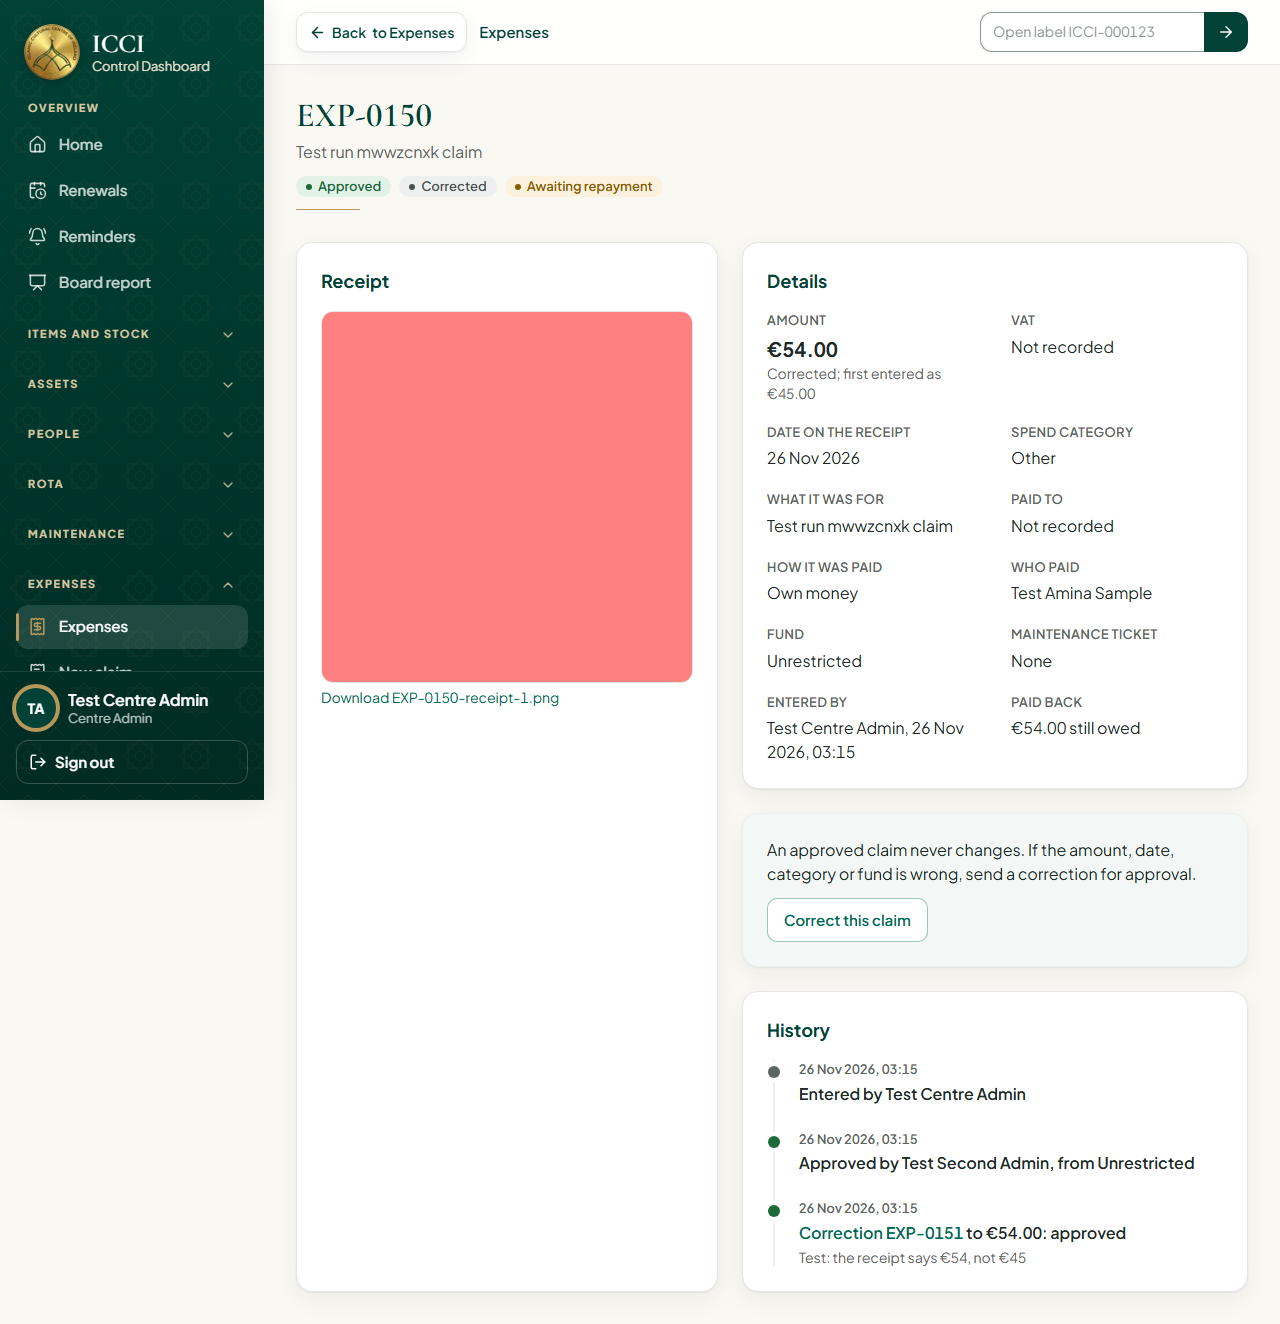 ICCI
Control Dashboard
OVERVIEW
Home
Renewals
Reminders
Board report
ITEMS AND STOCK
ASSETS
PEOPLE
ROTA
MAINTENANCE
EXPENSES
Expenses
New claim
TA
Test Centre Admin
Centre Admin
Sign out
Back to Expenses
Expenses
Open label ICCI-000123
EXP-0150
Test run mwwzcnxk claim
Approved
Corrected
Awaiting repayment
Receipt
Download EXP-0150-receipt-1.png
Details
AMOUNT
€54.00
Corrected; first entered as
€45.00
VAT
Not recorded
DATE ON THE RECEIPT
26 Nov 2026
SPEND CATEGORY
Other
WHAT IT WAS FOR
Test run mwwzcnxk claim
PAID TO
Not recorded
HOW IT WAS PAID
Own money
WHO PAID
Test Amina Sample
FUND
Unrestricted
MAINTENANCE TICKET
None
ENTERED BY
Test Centre Admin, 26 Nov
2026, 03:15
PAID BACK
€54.00 still owed
An approved claim never changes. If the amount, date,
category or fund is wrong, send a correction for approval.
Correct this claim
History
26 Nov 2026, 03:15
Entered by Test Centre Admin
26 Nov 2026, 03:15
Approved by Test Second Admin, from Unrestricted
26 Nov 2026, 03:15
Correction EXP-0151 to €54.00: approved
Test: the receipt says €54, not €45